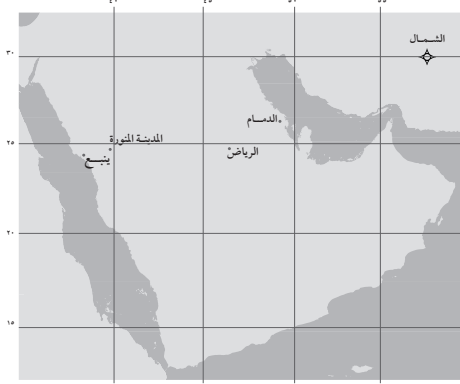 الشمال
٣٠
الدمام
٢٥
المدينة المنورة
الرياض
ينبع
٢٠
١٥